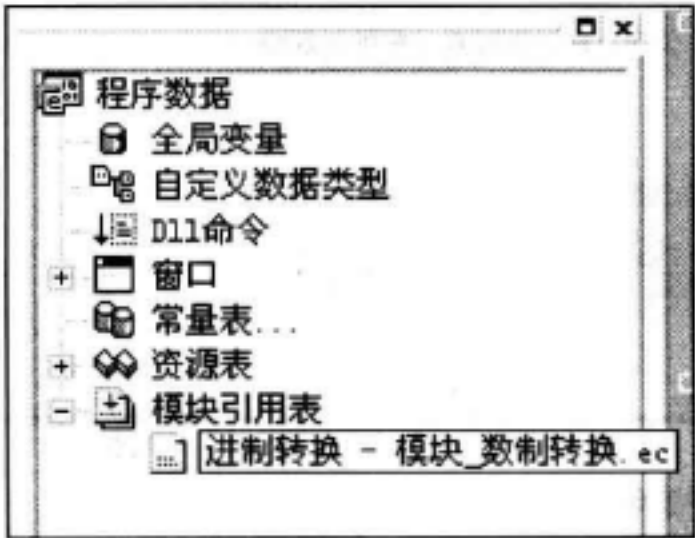 程序数据
全局变量
自定义数据类型
Dll命令
窗口
常量表...
资源表
模块引用表
进制转换 - 模块_数制转换.ec